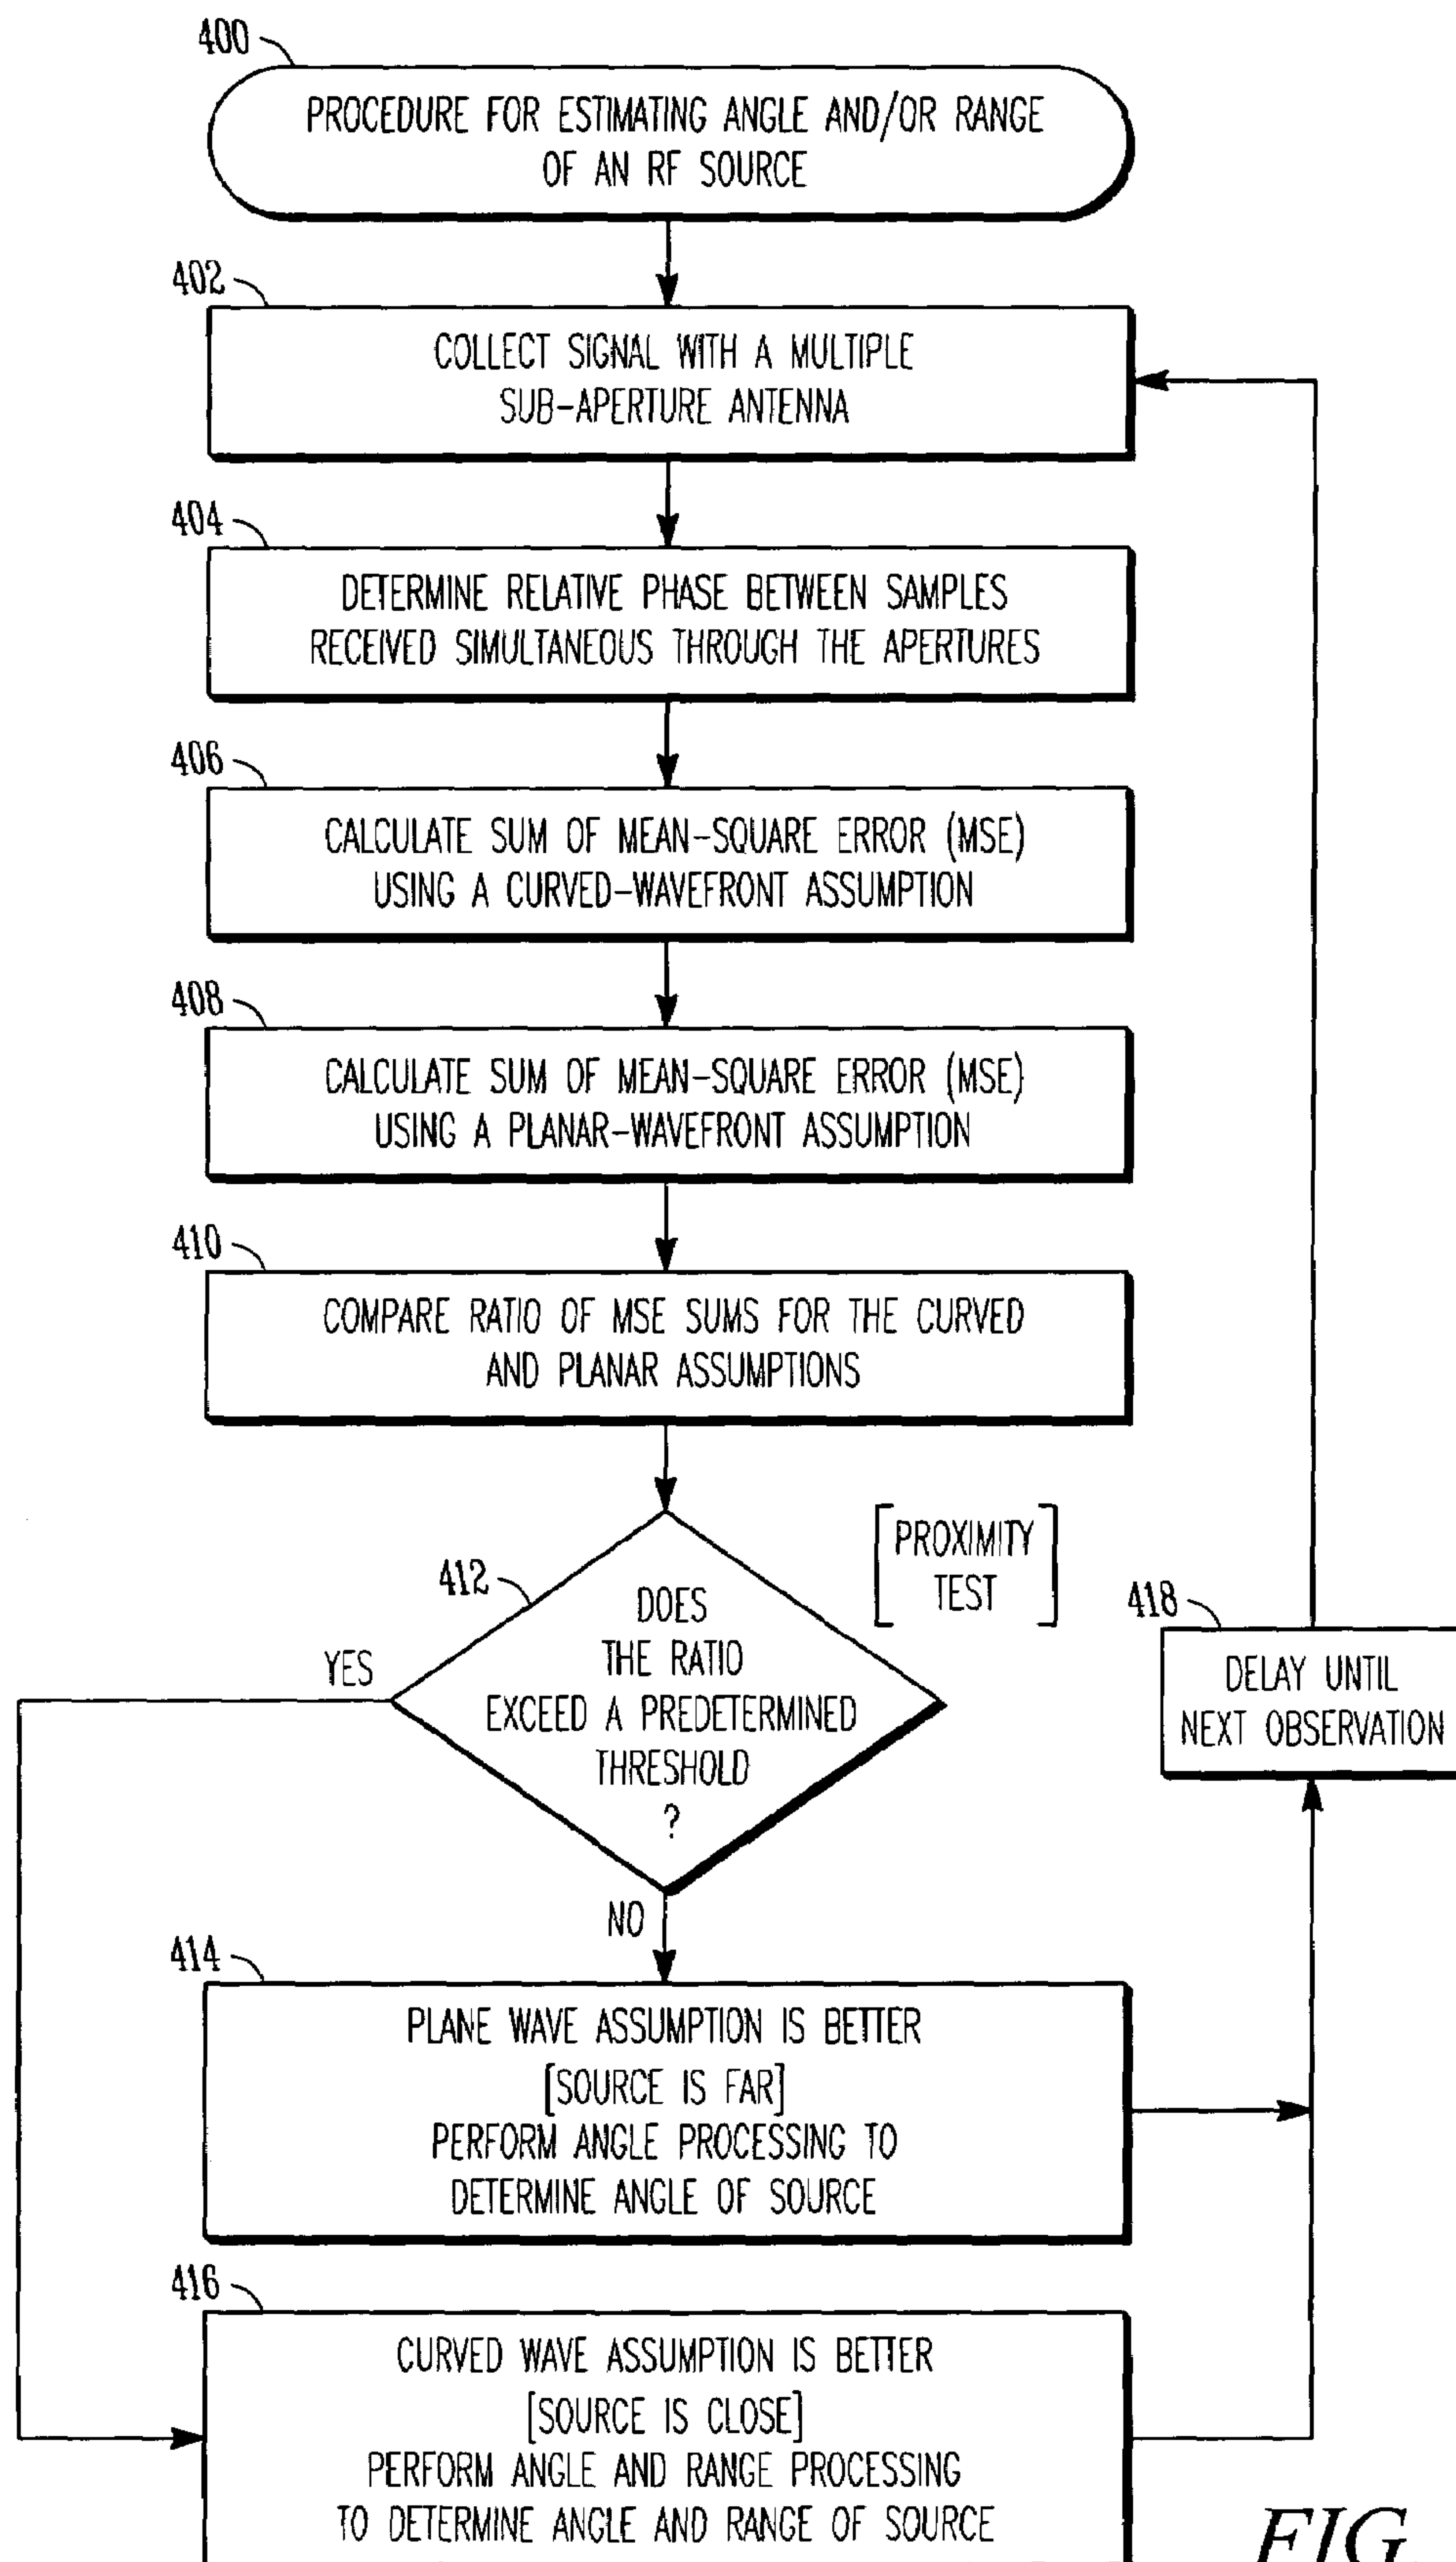 400
PROCEDURE FOR ESTIMATING ANGLE AND/OR RANGE
OF AN RF SOURCE
402
COLLECT SIGNAL WITH A MULTIPLE
SUB-APERTURE ANTENNA
404
DETERMINE RELATIVE PHASE BETWEEN SAMPLES
RECEIVED SIMULTANEOUS THROUGH THE APERTURES
406
CALCULATE SUM OF MEAN-SQUARE ERROR (MSE)
USING A CURVED-WAVEFRONT ASSUMPTION
408
CALCULATE SUM OF MEAN-SQUARE ERROR (MSE)
USING A PLANAR-WAVEFRONT ASSUMPTION
410
COMPARE RATIO OF MSE SUMS FOR THE CURVED
AND PLANAR ASSUMPTIONS
[PROXIMITY
TEST]
412
DOES
THE RATIO
EXCEED A PREDETERMINED
THRESHOLD
?
YES
NO
418
DELAY UNTIL
NEXT OBSERVATION
414
PLANE WAVE ASSUMPTION IS BETTER
[SOURCE IS FAR]
PERFORM ANGLE PROCESSING TO
DETERMINE ANGLE OF SOURCE
416
CURVED WAVE ASSUMPTION IS BETTER
[SOURCE IS CLOSE]
PERFORM ANGLE AND RANGE PROCESSING
TO DETERMINE ANGLE AND RANGE OF SOURCE
FIG